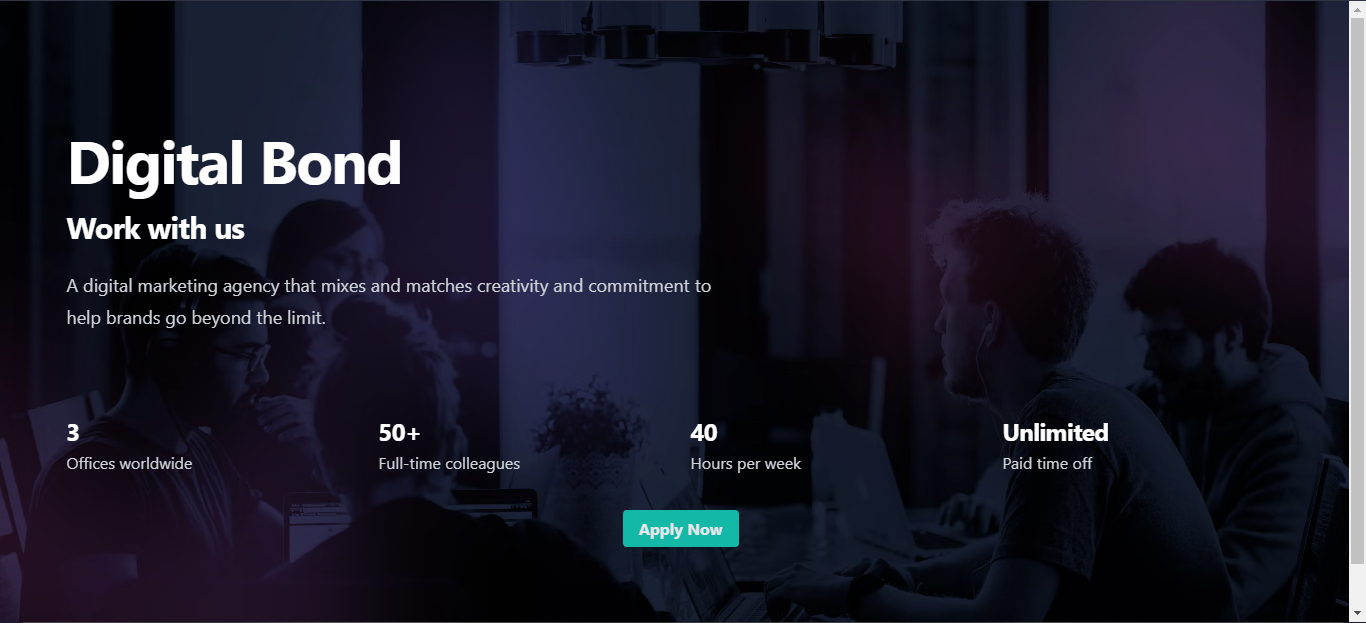 Digital Bond
Work with us
A digital marketing agency that mixes and matches creativity and commitment to
help brands go beyond the limit.
3
Offices worldwide
50+
Full-time colleagues
40
Hours per week
Unlimited
Paid time off
Apply Now